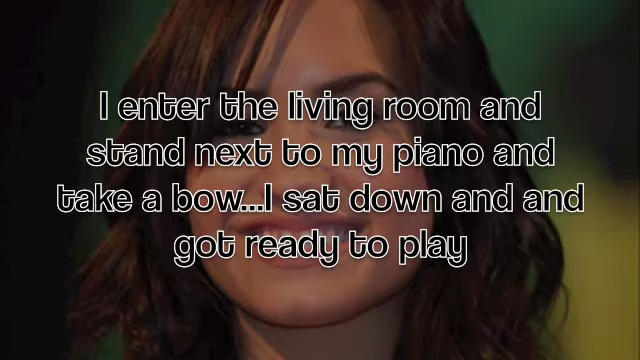 I enter the living room and
stand next to my piano and
take a bow...I sat down and and
got ready to play